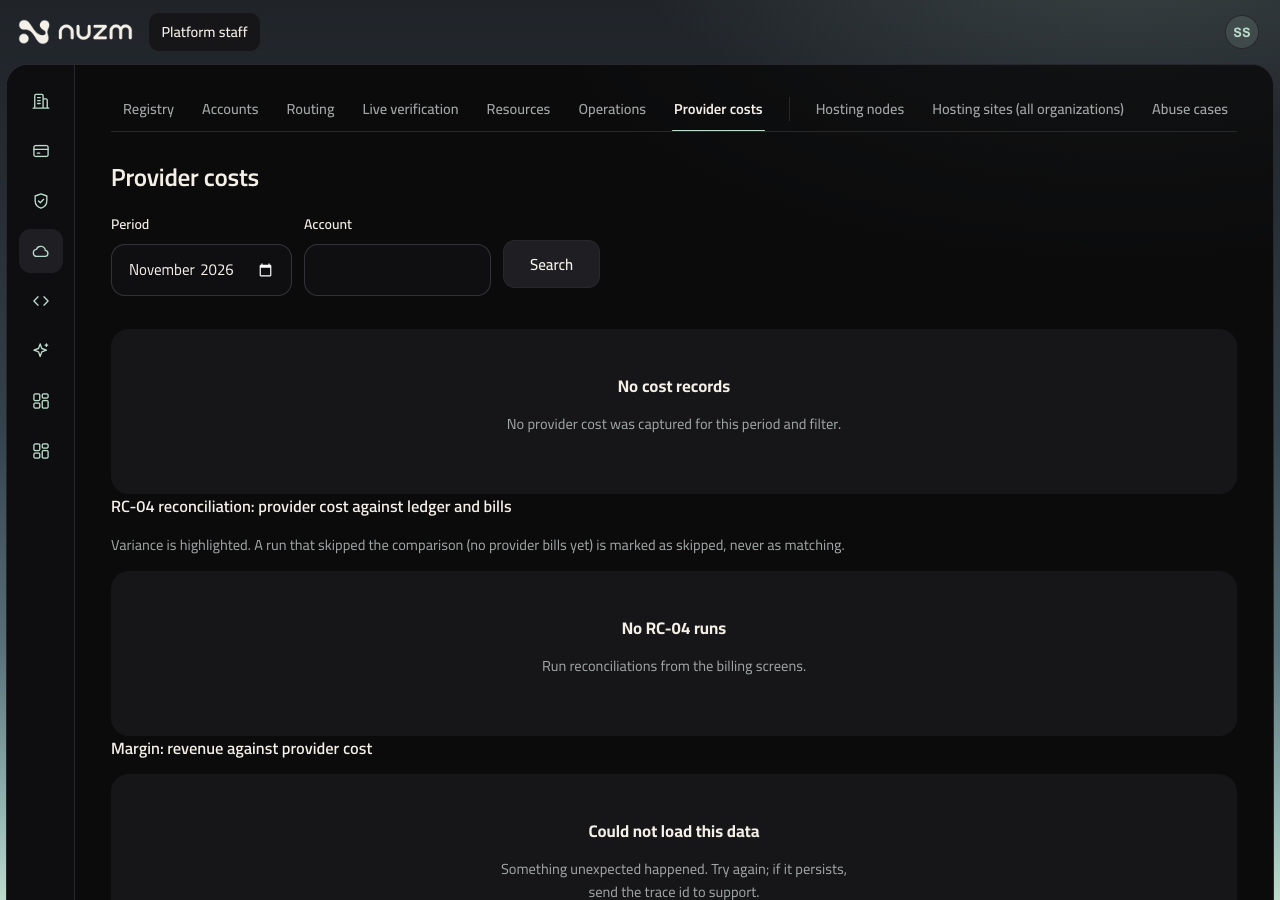 nuzm
Platform staff
SS
Registry
Accounts
Routing
Live verification
Resources
Operations
Provider costs
Hosting nodes
Hosting sites (all organizations)
Abuse cases
Provider costs
Period
Account
November 2026
Search
No cost records
No provider cost was captured for this period and filter.
RC-04 reconciliation: provider cost against ledger and bills
Variance is highlighted. A run that skipped the comparison (no provider bills yet) is marked as skipped, never as matching.
No RC-04 runs
Run reconciliations from the billing screens.
Margin: revenue against provider cost
Could not load this data
Something unexpected happened. Try again; if it persists,
send the trace id to support.